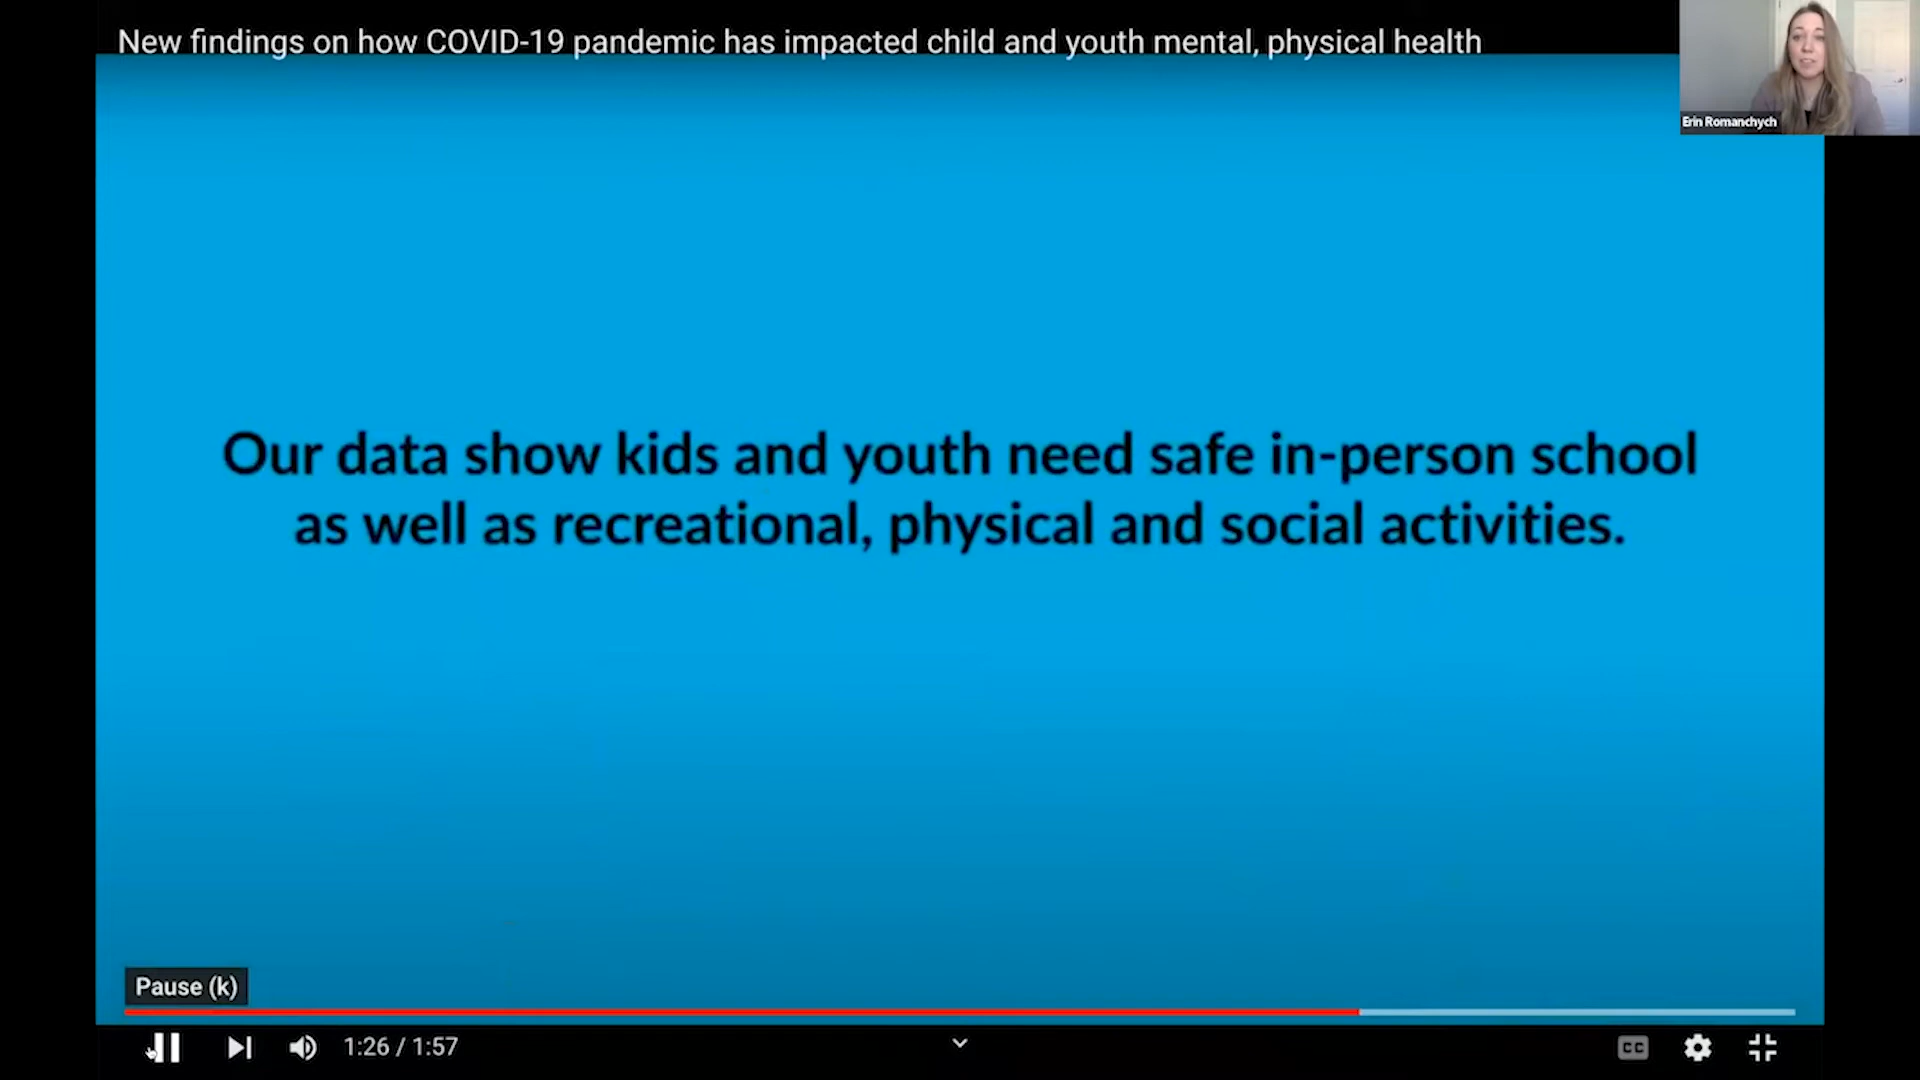 New findings on how COVID-19 pandemic has impacted child and youth mental, physical health
Erin Romanchych
Our data show kids and youth need safe in-person school
as well as recreational, physical and social activities.
Pause (k)
1:26 / 1:57
CC